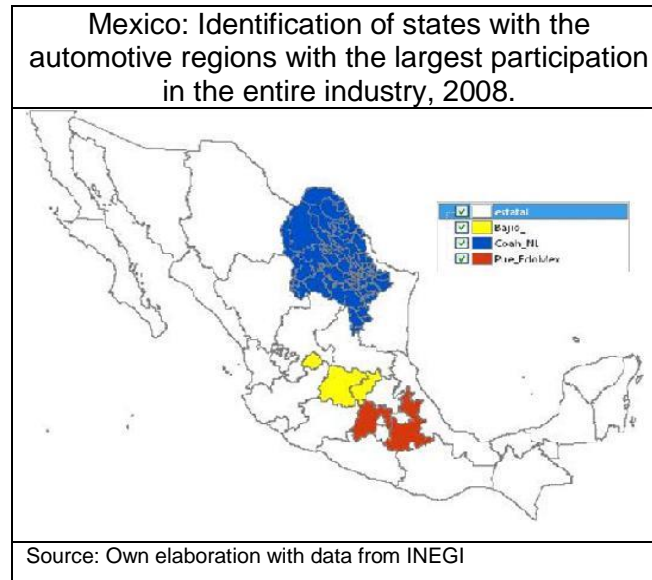 Mexico: Identification of states with the
automotive regions with the largest participation
in the entire industry, 2008.
estatal
Bajio_
Coah_NL
Pue_EdoMex
Source: Own elaboration with data from INEGI